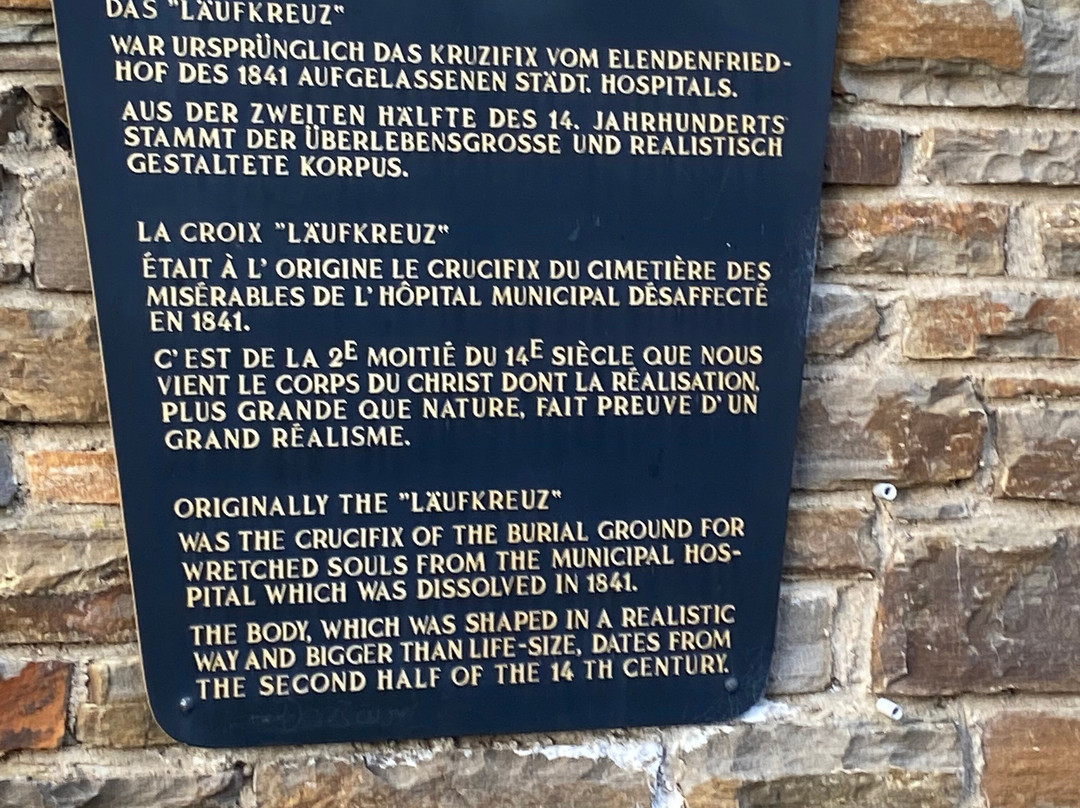 DAS "LÄUFKREUZ"
WAR URSPRÜNGLICH DAS KRUZIFIX VOM ELENDENFRIED-
HOF DES 1841 AUFGELASSENEN STÄDT. HOSPITALS.
AUS DER ZWEITEN HÄLFTE DES 14. JAHRHUNDERTS
STAMMT DER ÜBERLEBENSGROSSE UND REALISTISCH
GESTALTETE KORPUS.
LA CROIX "LÄUFKREUZ"
ÉTAIT À L' ORIGINE LE CRUCIFIX DU CIMETIÈRE DES
MISÉRABLES DE L' HÔPITAL MUNICIPAL DÉSAFFECTÉ
EN 1841.
C' EST DE LA 2E MOITIÉ DU 14E SIÈCLE QUE NOUS
VIENT LE CORPS DU CHRIST DONT LA RÉALISATION,
PLUS GRANDE QUE NATURE, FAIT PREUVE D' UN
GRAND RÉALISME.
ORIGINALLY THE "LÄUFKREUZ"
WAS THE CRUCIFIX OF THE BURIAL GROUND FOR
WRETCHED SOULS FROM THE MUNICIPAL HOS-
PITAL WHICH WAS DISSOLVED IN 1841.
THE BODY, WHICH WAS SHAPED IN A REALISTIC
WAY AND BIGGER THAN LIFE-SIZE, DATES FROM
THE SECOND HALF OF THE 14 TH CENTURY.